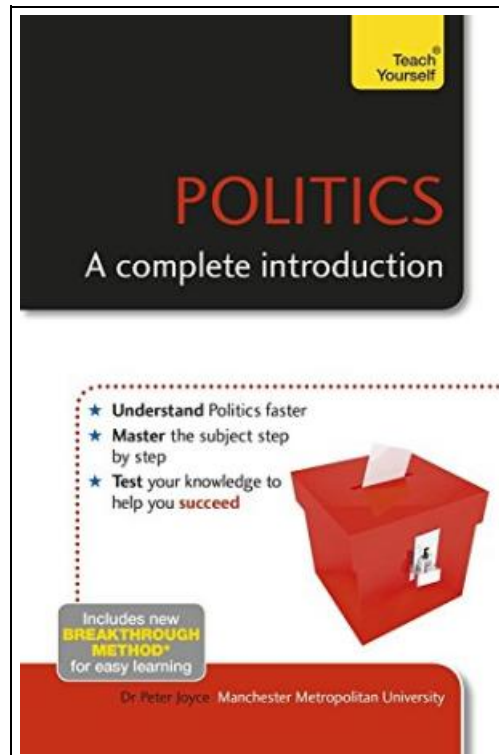 Teach®
Yourself
POLITICS
A complete introduction
★ Understand Politics faster
★ Master the subject step
by step
★ Test your knowledge to
help you succeed
Includes new
BREAKTHROUGH
METHOD*
for easy learning
Dr Peter Joyce Manchester Metropolitan University